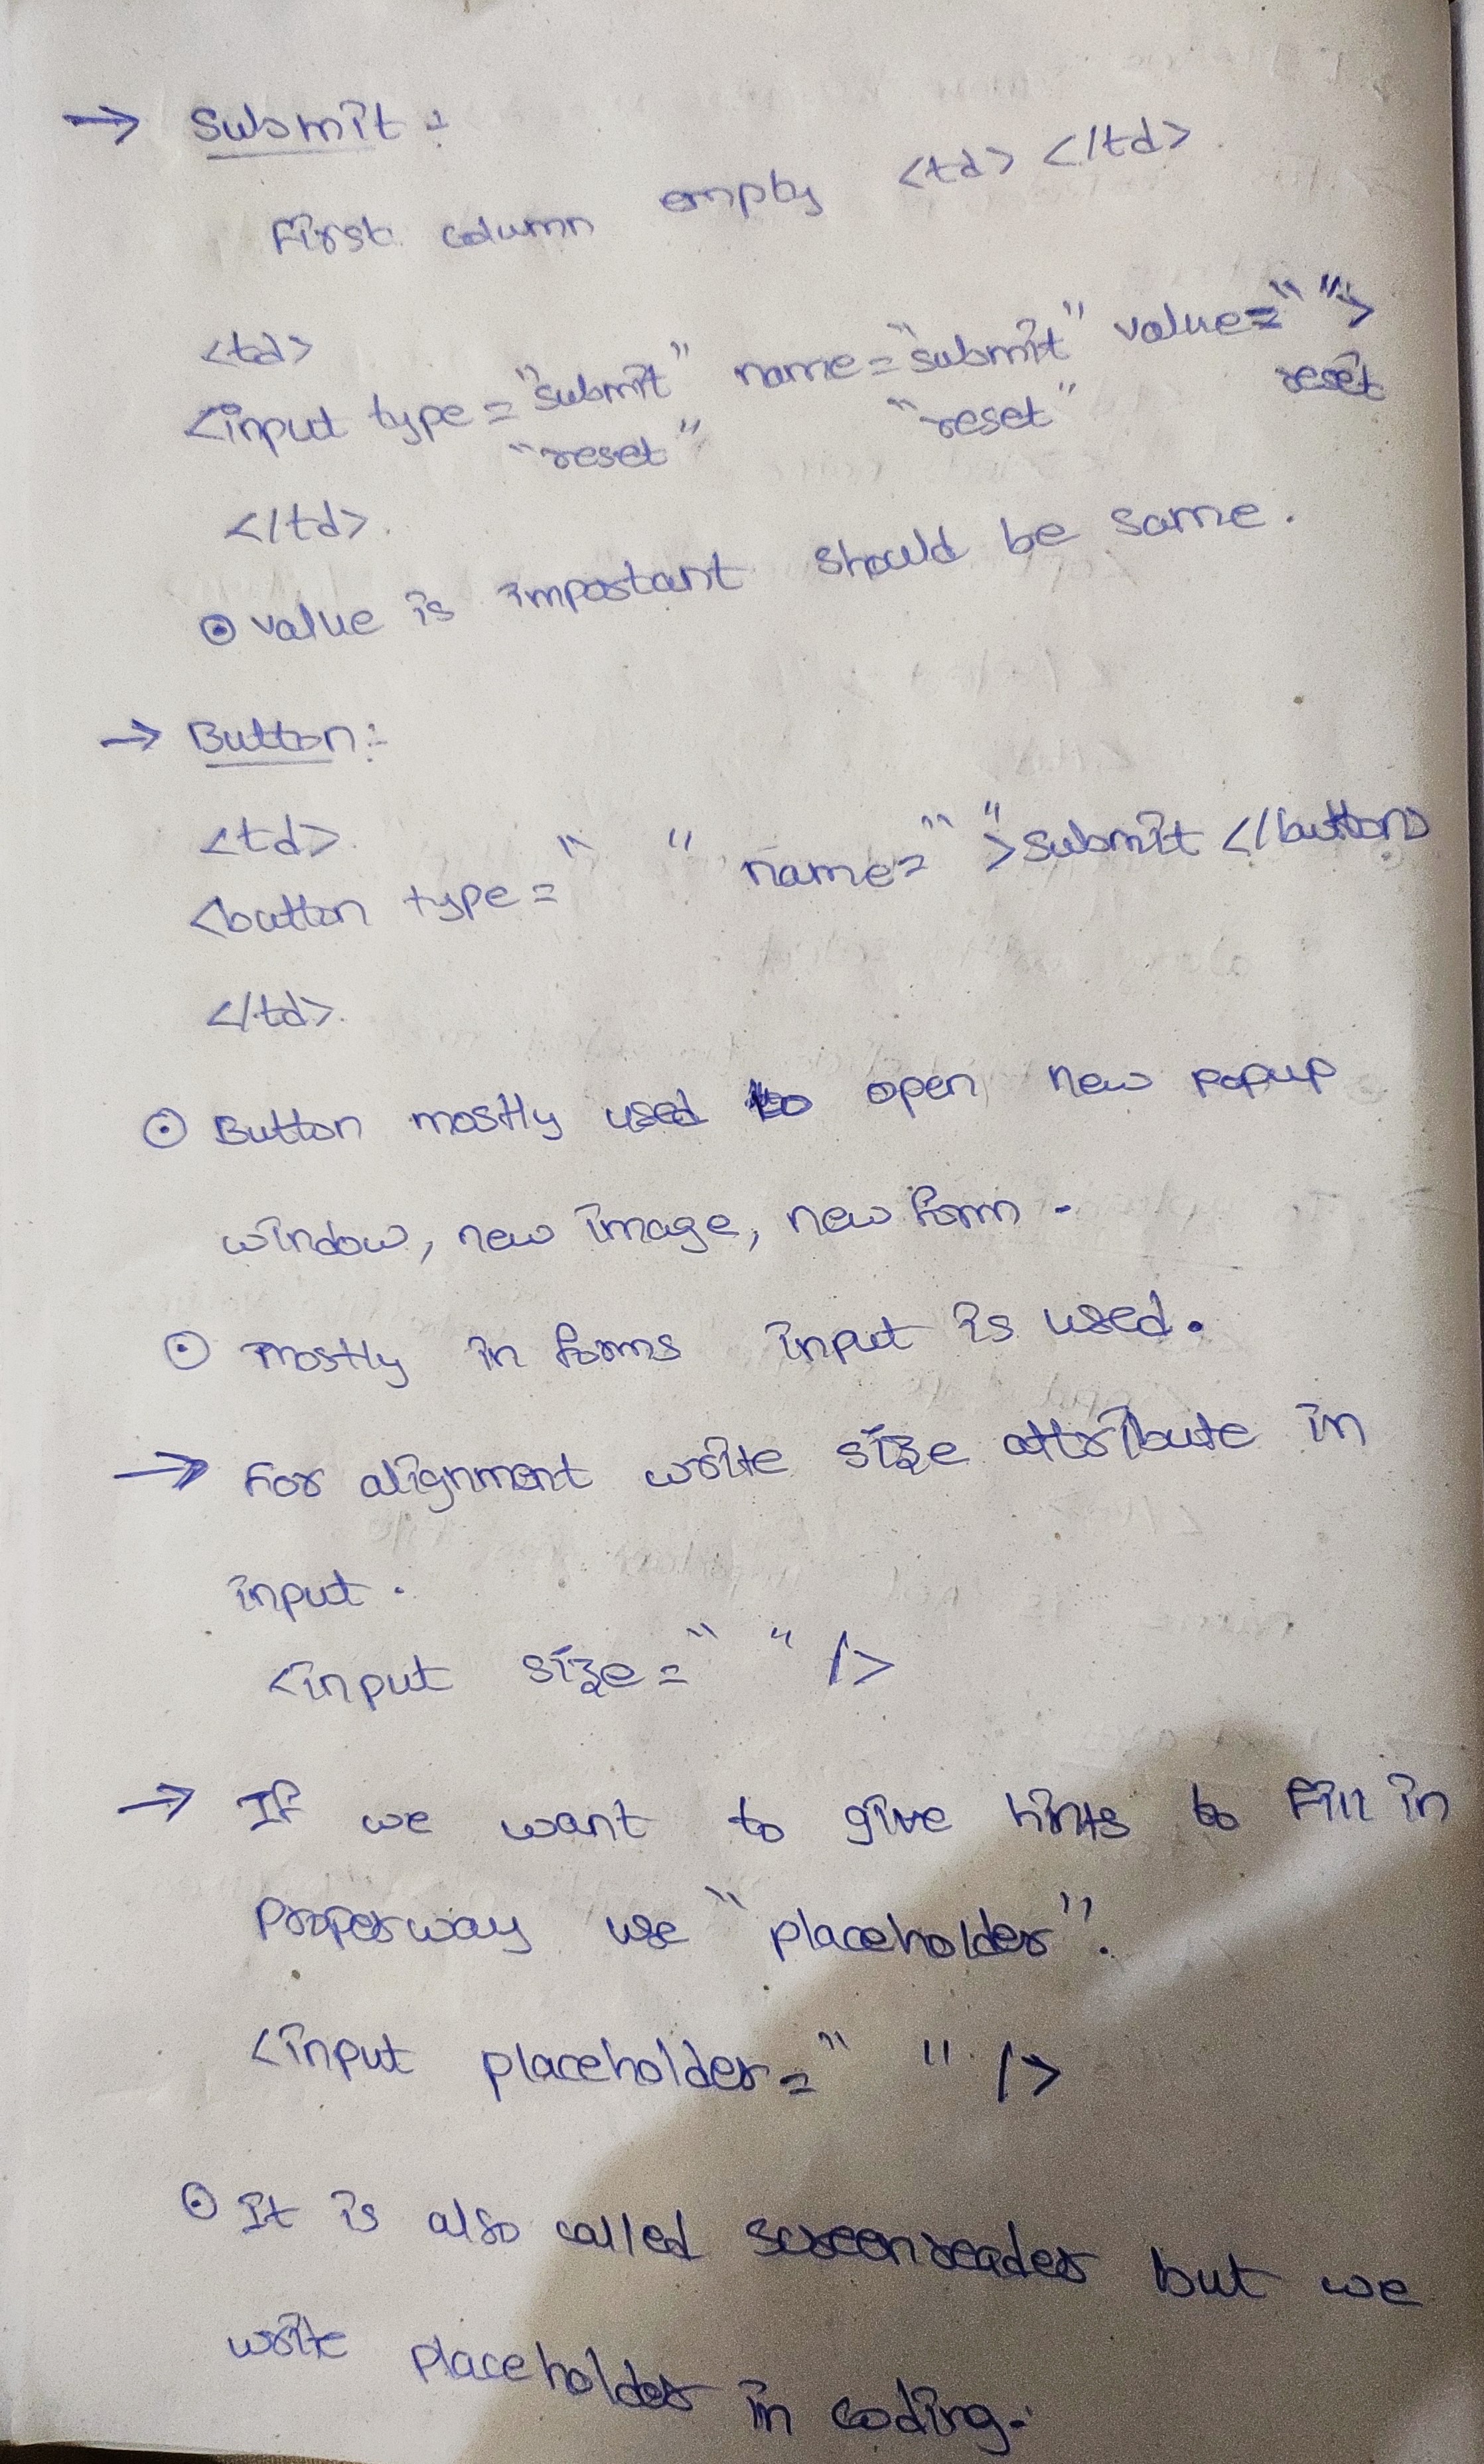 → Submit :-
First column empty <td> </td>.
<td>
<input type = "submit" name = "submit" value = " ">
"reset" "reset" reset
</td>.
⊙ value is important should be same.
→ Button :-
<td>.
<button type = " " name = " ">submit </button>
</td>.
⊙ Button mostly used to open new popup
window, new image, new form.
⊙ mostly in forms input is used.
→ For alignment write size attribute in
input.
<input size = " " />
→ If we want to give hints to fill in
properway use "placeholder".
<input placeholder = " " />
⊙ It is also called screenreader but we
write placeholder in coding.